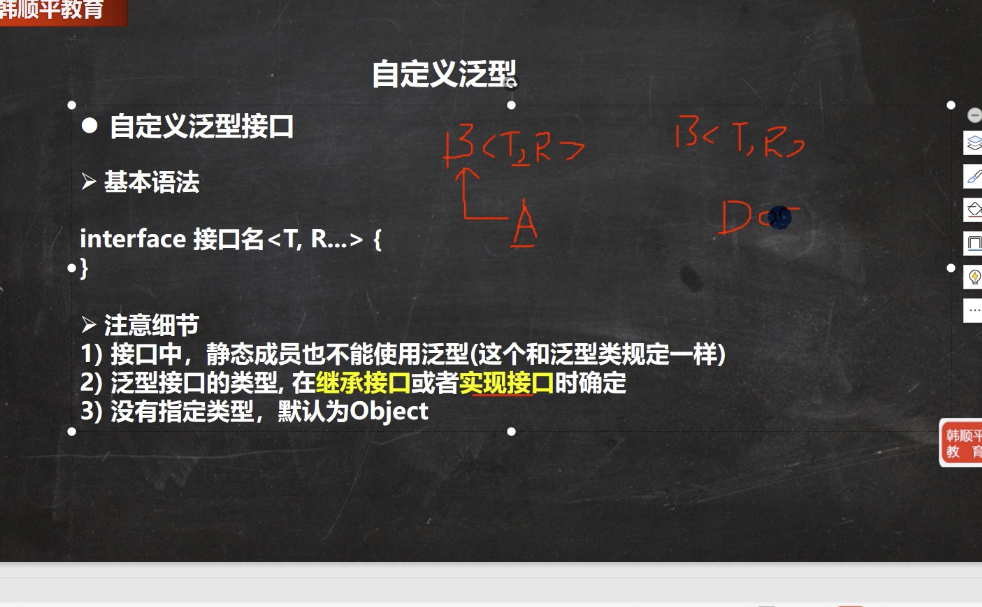 韩顺平教育
自定义泛型
● 自定义泛型接口
B<T,R>
B<T,R>
➢ 基本语法
A
D
interface 接口名<T, R...> {
}
➢ 注意细节
1) 接口中，静态成员也不能使用泛型(这个和泛型类规定一样)
2) 泛型接口的类型, 在继承接口或者实现接口时确定
3) 没有指定类型，默认为Object
韩顺平
教 育